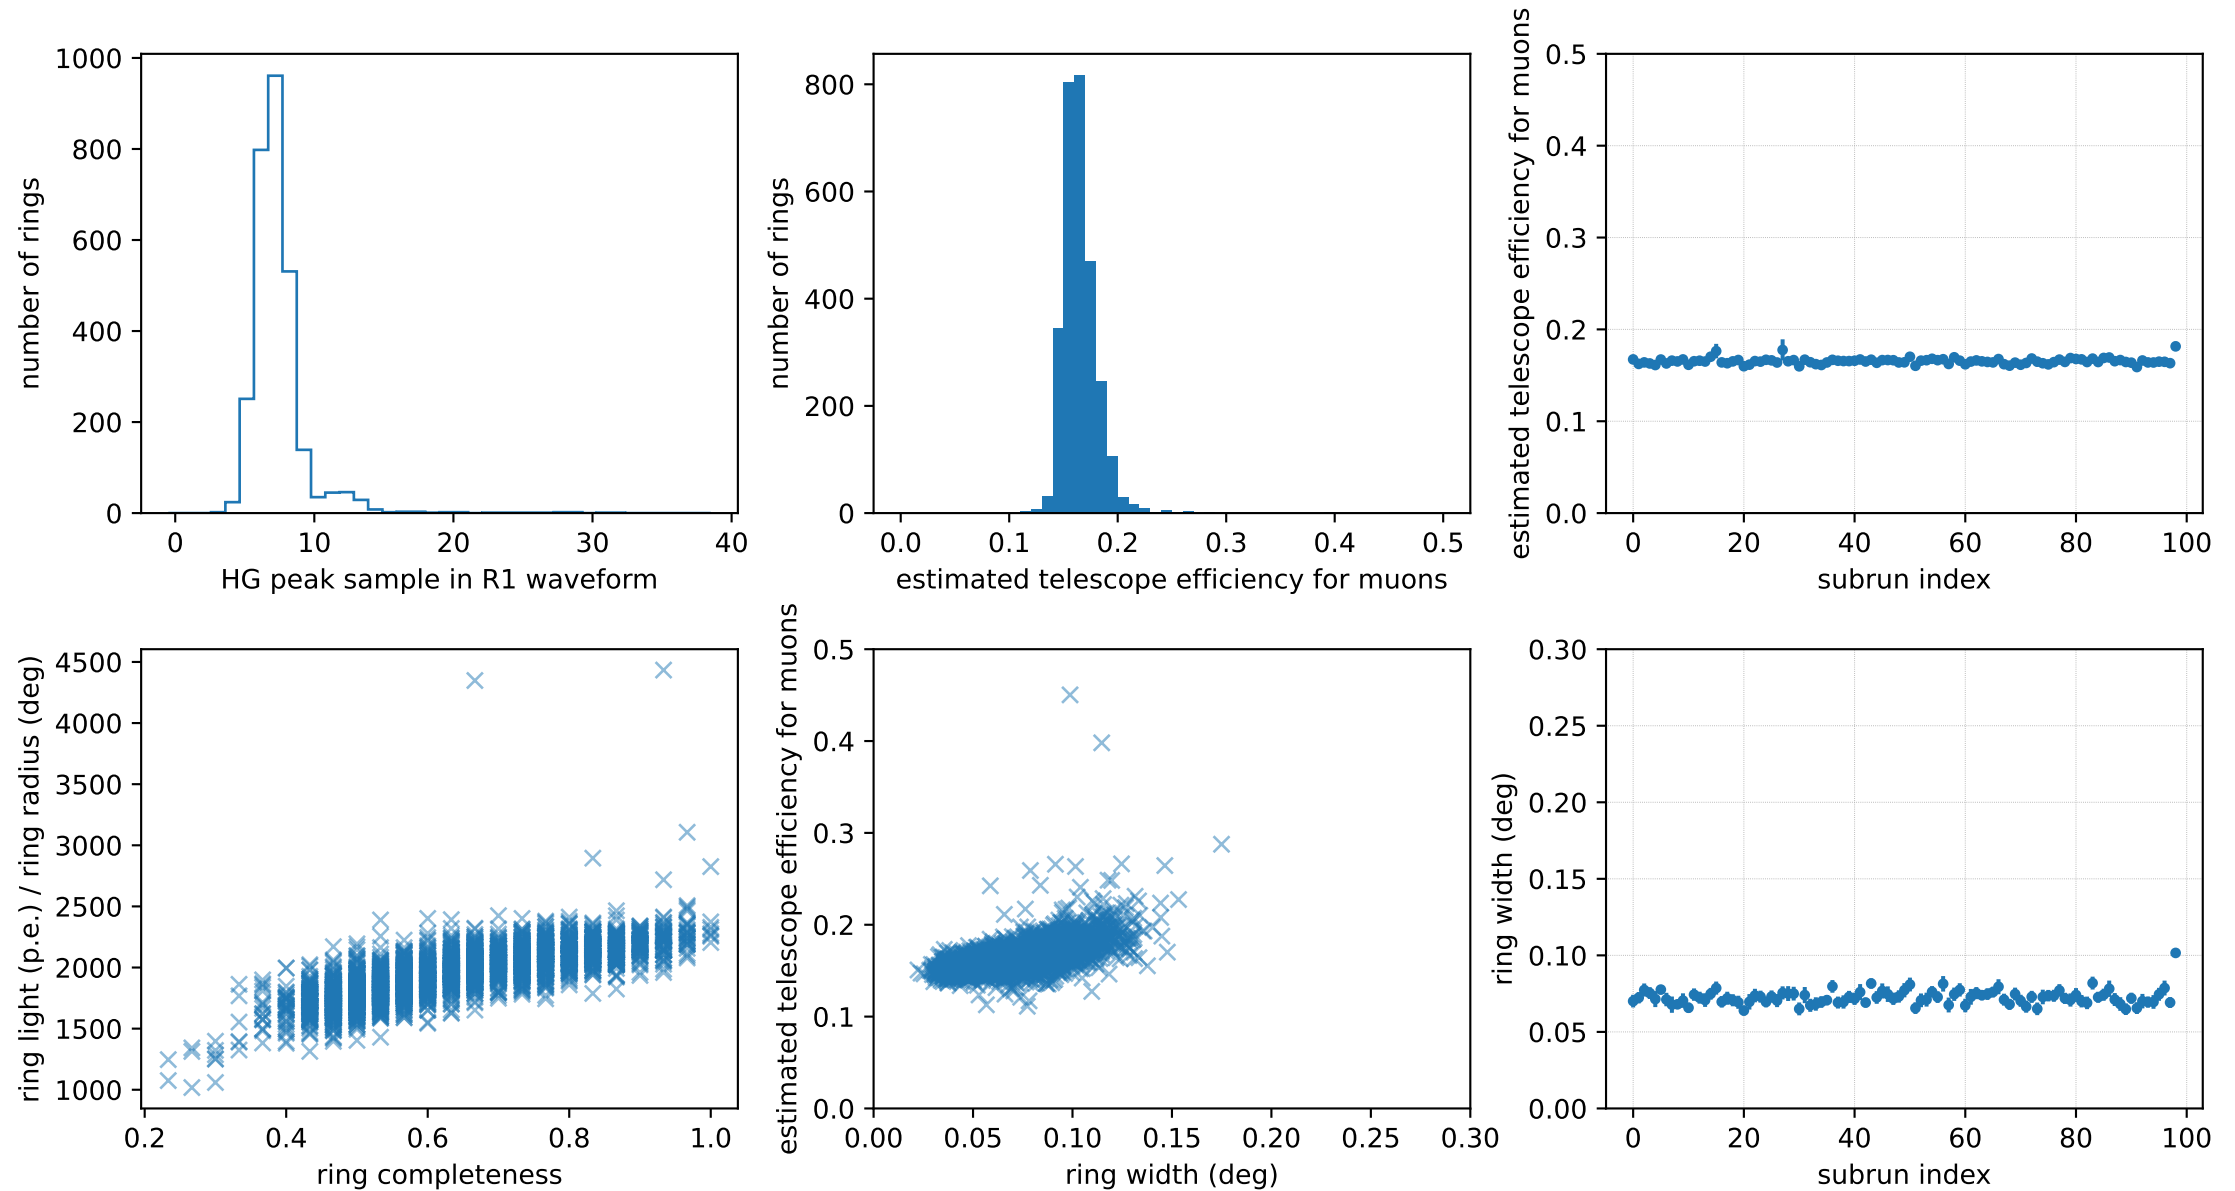 1000
800
600
400
200
0
number of rings
0 10 20 30 40
HG peak sample in R1 waveform
800
600
400
200
0
number of rings
0.0 0.1 0.2 0.3 0.4 0.5
estimated telescope efficiency for muons
0.5
0.4
0.3
0.2
0.1
0.0
estimated telescope efficiency for muons
0 20 40 60 80 100
subrun index
4500
4000
3500
3000
2500
2000
1500
1000
ring light (p.e.) / ring radius (deg)
0.2 0.4 0.6 0.8 1.0
ring completeness
0.5
0.4
0.3
0.2
0.1
0.0
estimated telescope efficiency for muons
0.00 0.05 0.10 0.15 0.20 0.25 0.30
ring width (deg)
0.30
0.25
0.20
0.15
0.10
0.05
0.00
ring width (deg)
0 20 40 60 80 100
subrun index